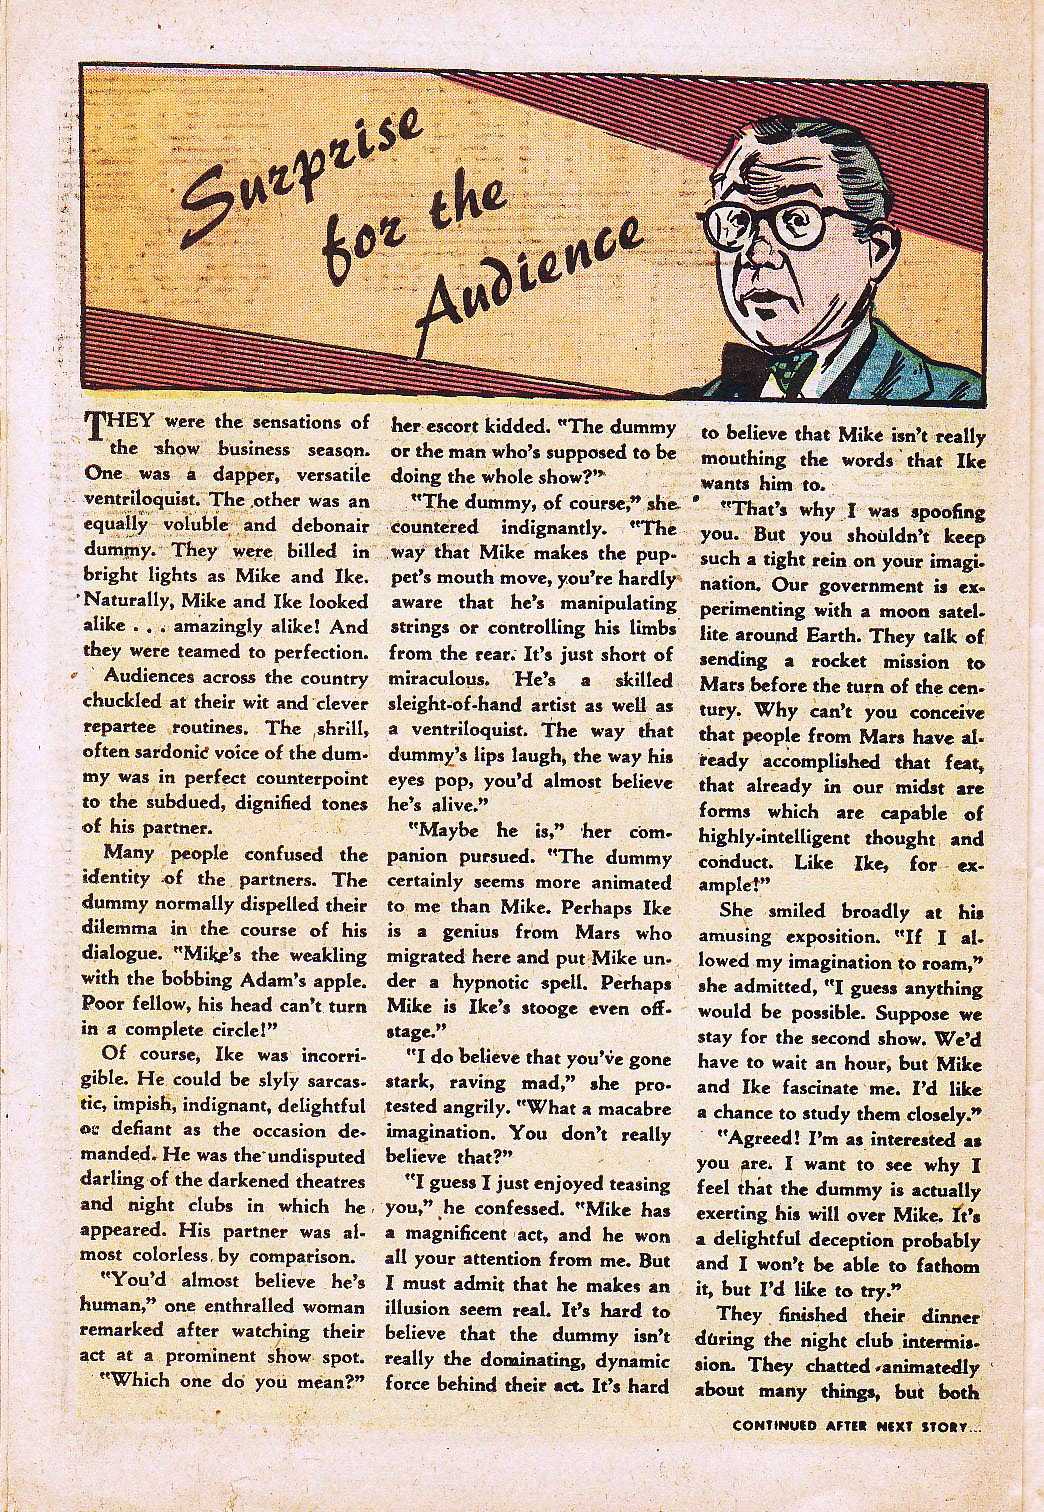 Surprise
for the
Audience
THEY were the sensations of
the show business season.
One was a dapper, versatile
ventriloquist. The other was an
equally voluble and debonair
dummy. They were billed in
bright lights as Mike and Ike.
Naturally, Mike and Ike looked
alike . . . amazingly alike! And
they were teamed to perfection.
Audiences across the country
chuckled at their wit and clever
repartee routines. The shrill,
often sardonic voice of the dum-
my was in perfect counterpoint
to the subdued, dignified tones
of his partner.
Many people confused the
identity of the partners. The
dummy normally dispelled their
dilemma in the course of his
dialogue. "Mike's the weakling
with the bobbing Adam's apple.
Poor fellow, his head can't turn
in a complete circle!"
Of course, Ike was incorri-
gible. He could be slyly sarcas-
tic, impish, indignant, delightful
or defiant as the occasion de-
manded. He was the undisputed
darling of the darkened theatres
and night clubs in which he
appeared. His partner was al-
most colorless by comparison.
"You'd almost believe he's
human," one enthralled woman
remarked after watching their
act at a prominent show spot.
"Which one do you mean?"
her escort kidded. "The dummy
or the man who's supposed to be
doing the whole show?"
"The dummy, of course," she
countered indignantly. "The
way that Mike makes the pup-
pet's mouth move, you're hardly
aware that he's manipulating
strings or controlling his limbs
from the rear. It's just short of
miraculous. He's a skilled
sleight-of-hand artist as well as
a ventriloquist. The way that
dummy's lips laugh, the way his
eyes pop, you'd almost believe
he's alive."
"Maybe he is," her com-
panion pursued. "The dummy
certainly seems more animated
to me than Mike. Perhaps Ike
is a genius from Mars who
migrated here and put Mike un-
der a hypnotic spell. Perhaps
Mike is Ike's stooge even off-
stage."
"I do believe that you've gone
stark, raving mad," she pro-
tested angrily. "What a macabre
imagination. You don't really
believe that?"
"I guess I just enjoyed teasing
you," he confessed. "Mike has
a magnificent act, and he won
all your attention from me. But
I must admit that he makes an
illusion seem real. It's hard to
believe that the dummy isn't
really the dominating, dynamic
force behind their act. It's hard
to believe that Mike isn't really
mouthing the words that Ike
wants him to.
"That's why I was spoofing
you. But you shouldn't keep
such a tight rein on your imagi-
nation. Our government is ex-
perimenting with a moon satel-
lite around Earth. They talk of
sending a rocket mission to
Mars before the turn of the cen-
tury. Why can't you conceive
that people from Mars have al-
ready accomplished that feat,
that already in our midst are
forms which are capable of
highly-intelligent thought and
conduct. Like Ike, for ex-
ample!"
She smiled broadly at his
amusing exposition. "If I al-
lowed my imagination to roam,"
she admitted, "I guess anything
would be possible. Suppose we
stay for the second show. We'd
have to wait an hour, but Mike
and Ike fascinate me. I'd like
a chance to study them closely."
"Agreed! I'm as interested as
you are. I want to see why I
feel that the dummy is actually
exerting his will over Mike. It's
a delightful deception probably
and I won't be able to fathom
it, but I'd like to try."
They finished their dinner
during the night club intermis-
sion. They chatted animatedly
about many things, but both
CONTINUED AFTER NEXT STORY...